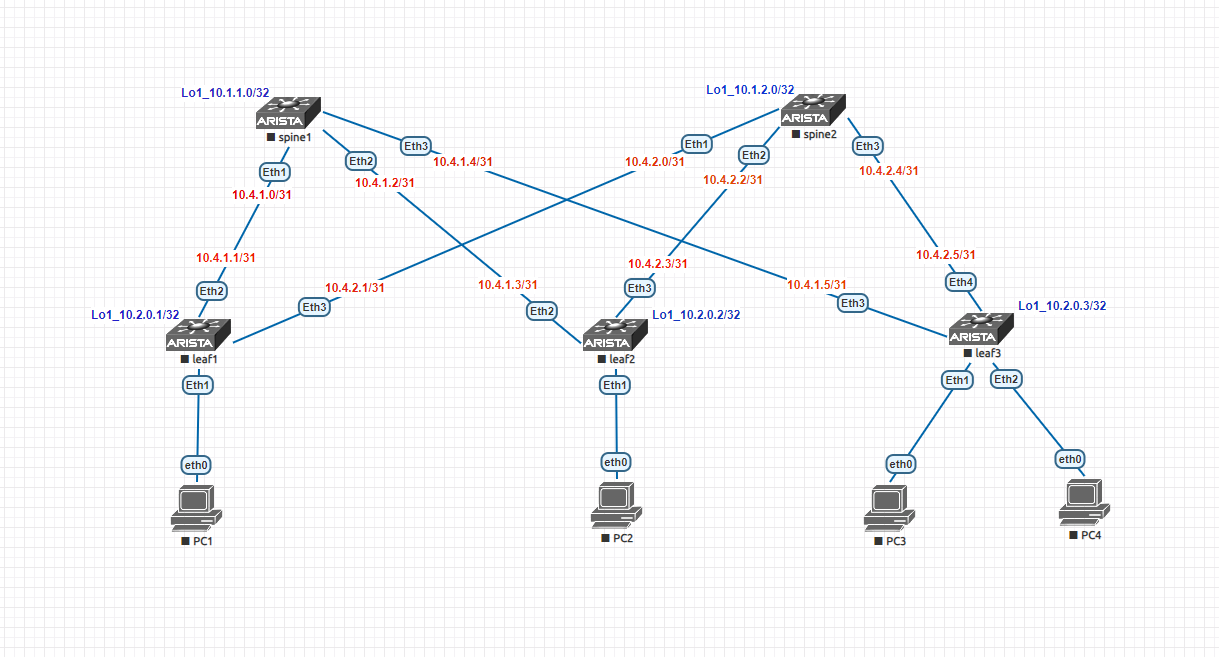 Lo1_10.1.1.0/32
ARISTA
spine1
Lo1_10.1.2.0/32
ARISTA
spine2
Eth1
Eth2
Eth3
10.4.1.0/31
10.4.1.2/31
10.4.1.4/31
Eth1
Eth2
Eth3
10.4.2.0/31
10.4.2.2/31
10.4.2.4/31
10.4.1.1/31
Eth2
10.4.2.1/31
Eth3
10.4.1.3/31
Eth2
10.4.2.3/31
Eth3
10.4.1.5/31
Eth3
10.4.2.5/31
Eth4
Lo1_10.2.0.1/32
ARISTA
leaf1
Lo1_10.2.0.2/32
ARISTA
leaf2
Lo1_10.2.0.3/32
ARISTA
leaf3
Eth1
Eth1
Eth1
Eth2
eth0
eth0
eth0
eth0
PC1
PC2
PC3
PC4